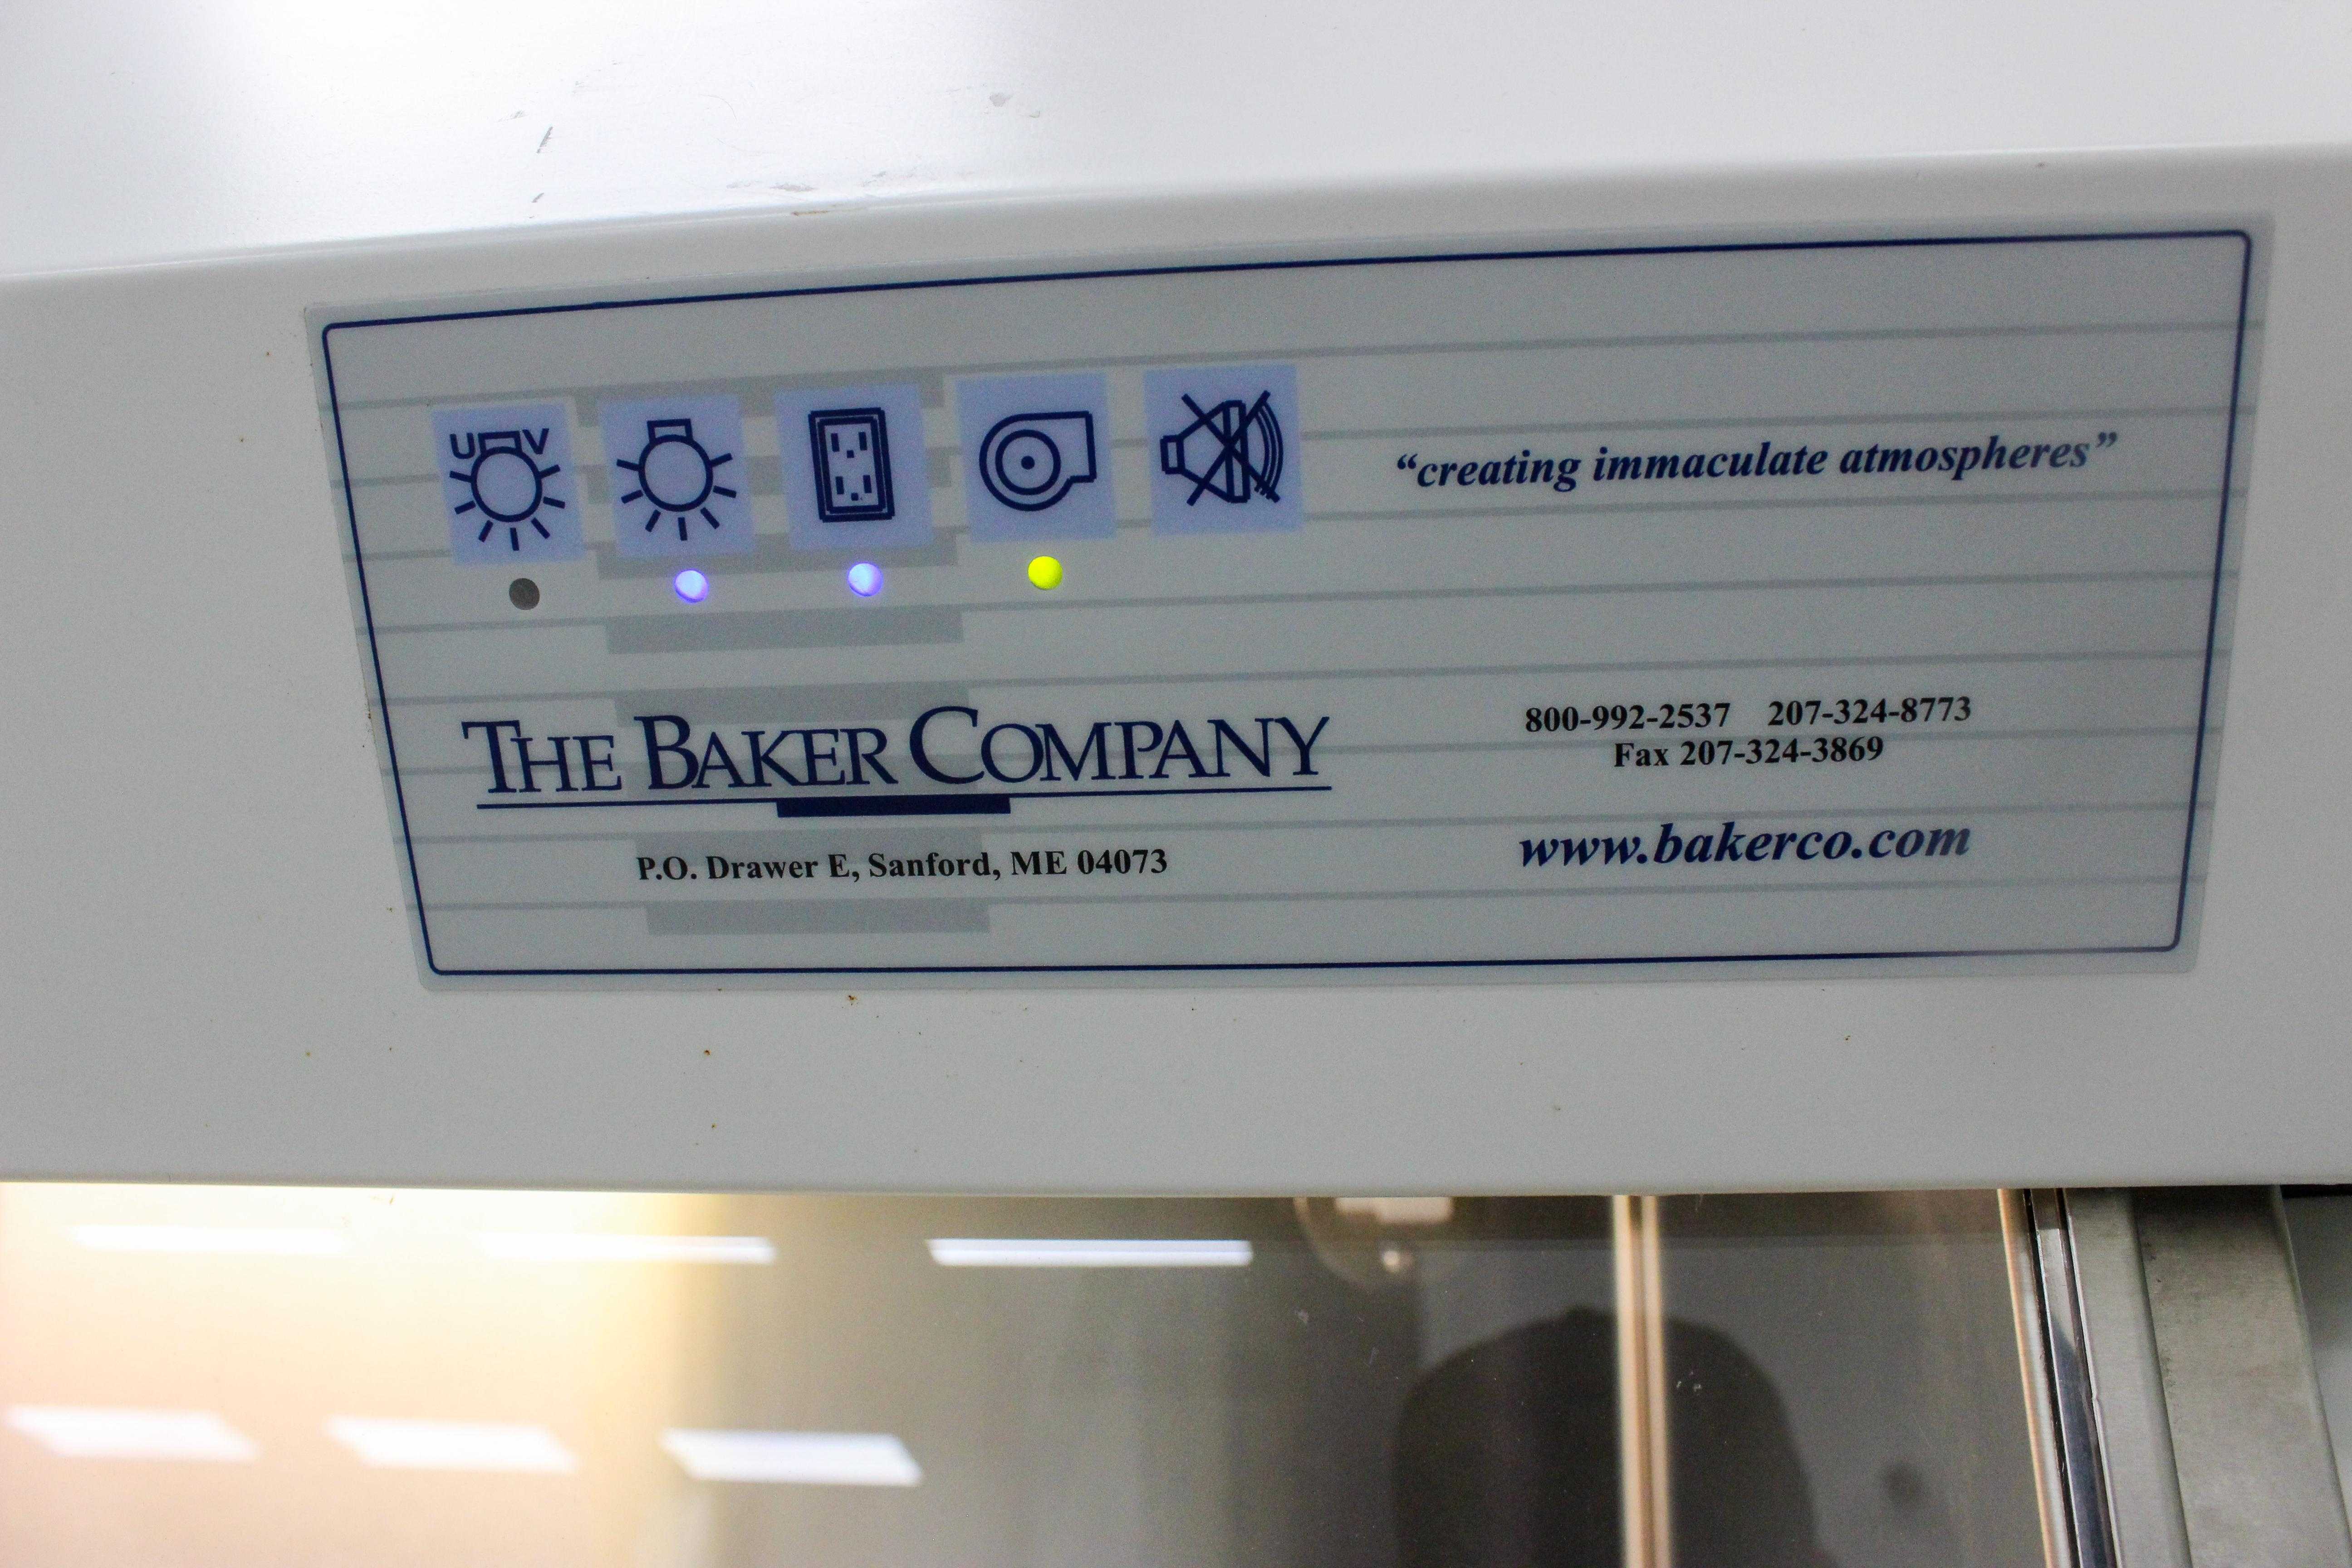 UV
“creating immaculate atmospheres”
THE BAKER COMPANY
P.O. Drawer E, Sanford, ME 04073
800-992-2537 207-324-8773
Fax 207-324-3869
www.bakerco.com